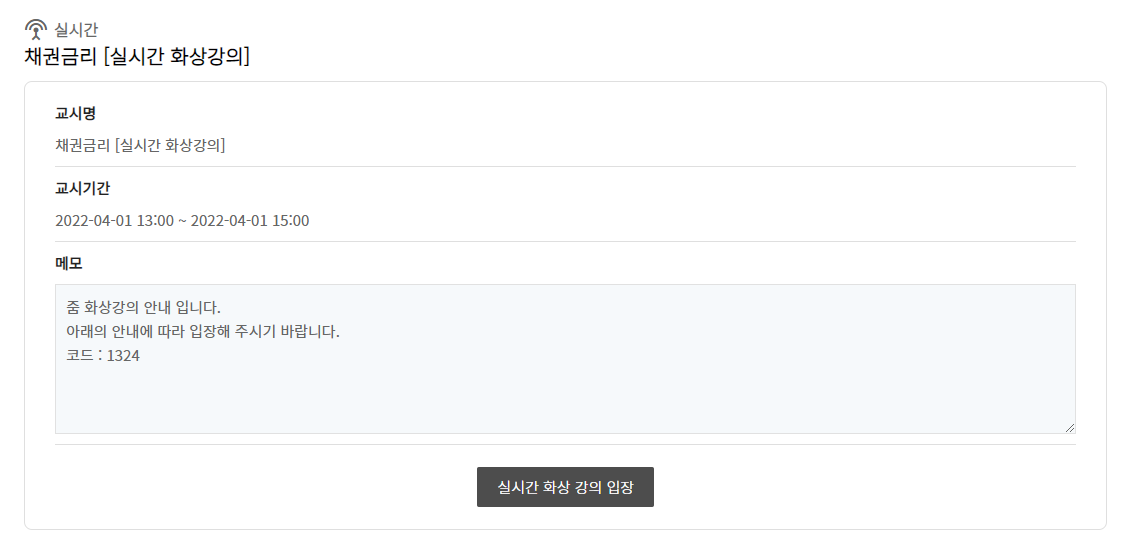 실시간
채권금리 [실시간 화상강의]
교시명
채권금리 [실시간 화상강의]
교시기간
2022-04-01 13:00 ~ 2022-04-01 15:00
메모
줌 화상강의 안내 입니다.
아래의 안내에 따라 입장해 주시기 바랍니다.
코드 : 1324
실시간 화상 강의 입장